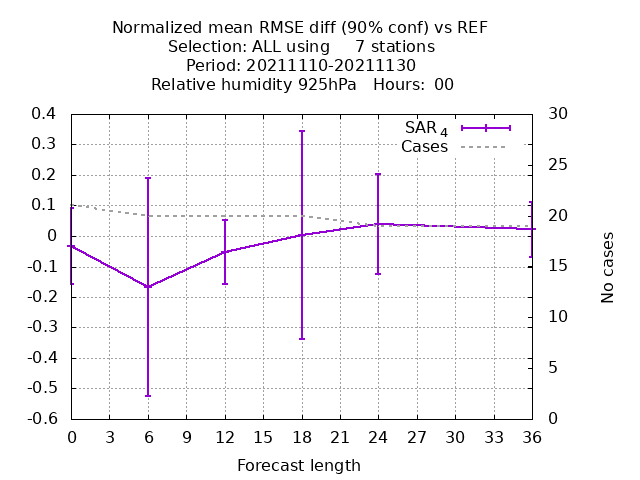 Normalized mean RMSE diff (90% conf) vs REF
Selection: ALL using     7 stations
Period: 20211110-20211130
Relative humidity 925hPa   Hours:  00
0.4
0.3
0.2
0.1
0
-0.1
-0.2
-0.3
-0.4
-0.5
-0.6
SAR 4
Cases
30
25
20
15
10
5
0
No cases
0 3 6 9 12 15 18 21 24 27 30 33 36
Forecast length